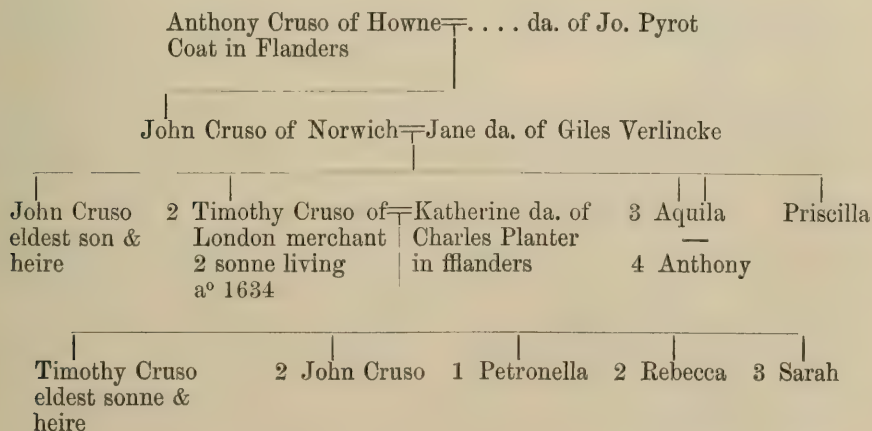 Anthony Cruso of Howne=. . . . da. of Jo. Pyrot
Coat in Flanders
John Cruso of Norwich=Jane da. of Giles Verlincke
John Cruso
eldest son &
heire
2 Timothy Cruso of=Katherine da. of
London merchant Charles Planter
2 sonne living in fflanders
aº 1634
3 Aquila
—
4 Anthony
Priscilla
Timothy Cruso
eldest sonne &
heire
2 John Cruso
1 Petronella
2 Rebecca
3 Sarah